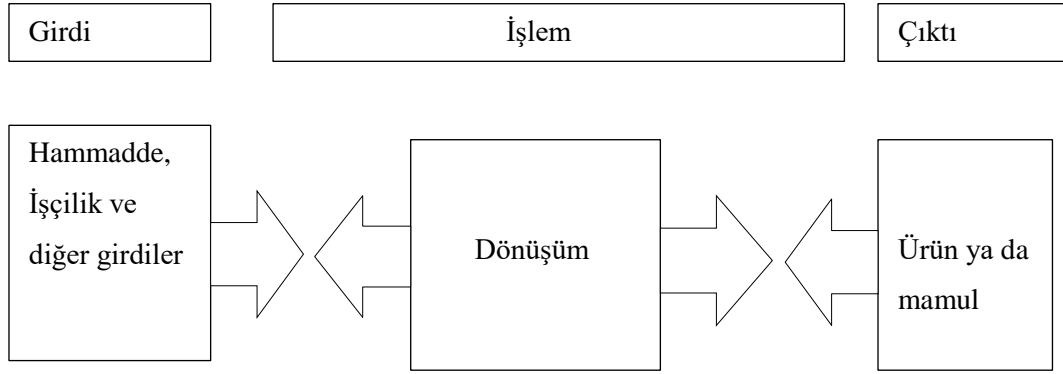 Girdi
İşlem
Çıktı
Hammadde,
İşçilik ve
diğer girdiler
Dönüşüm
Ürün ya da
mamul